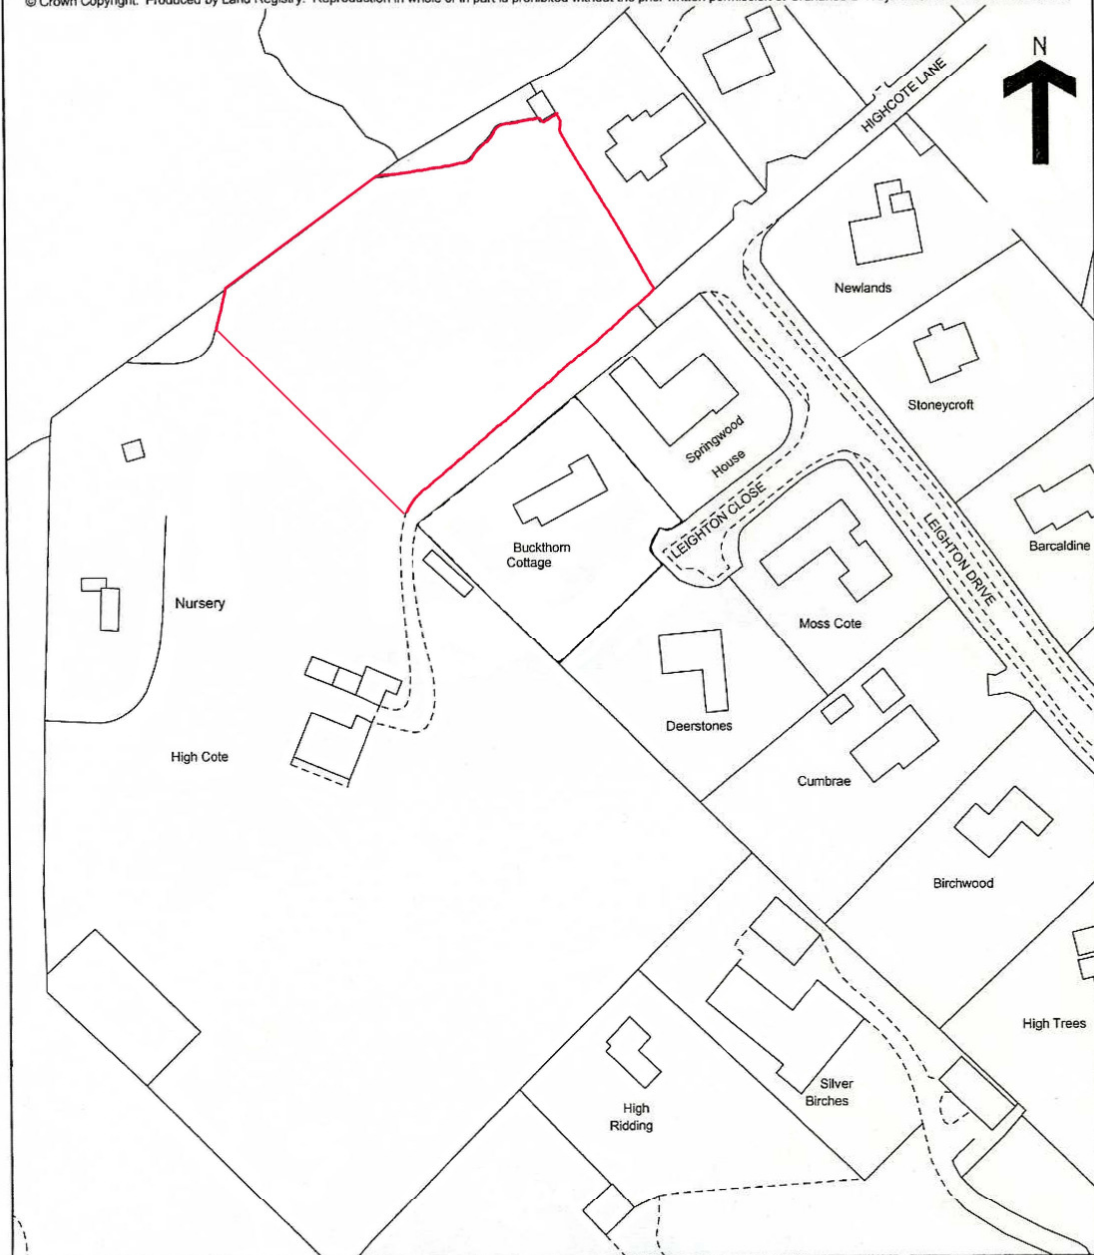 © Crown Copyright. Produced by Land Registry. Reproduction in whole or in part is prohibited without the prior written permission of Ordnance
N
HIGHCOTE LANE
Newlands
Stoneycroft
Springwood
House
LEIGHTON CLOSE
LEIGHTON DRIVE
Barcaldine
Buckthorn
Cottage
Moss Cote
Nursery
Deerstones
High Cote
Cumbrae
Birchwood
High Trees
Silver
Birches
High
Ridding